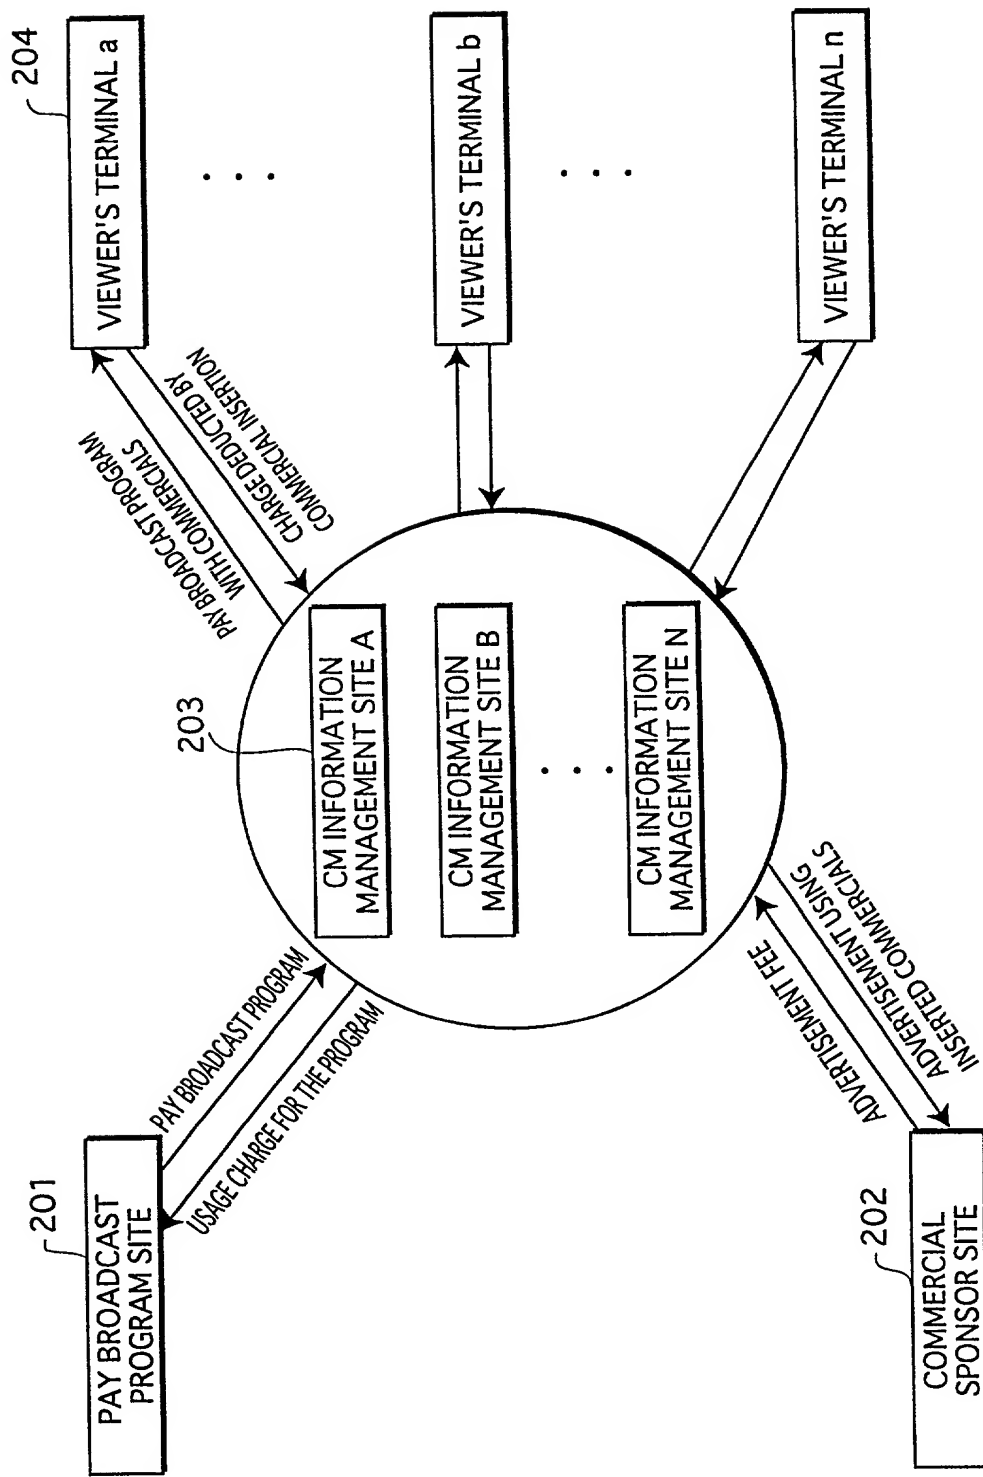 201
PAY BROADCAST
PROGRAM SITE
PAY BROADCAST PROGRAM
USAGE CHARGE FOR THE PROGRAM
202
COMMERCIAL
SPONSOR SITE
ADVERTISEMENT FEE
ADVERTISEMENT USING
INSERTED COMMERCIALS
203
CM INFORMATION
MANAGEMENT SITE A
CM INFORMATION
MANAGEMENT SITE B
. . .
CM INFORMATION
MANAGEMENT SITE N
PAY BROADCAST PROGRAM
WITH COMMERCIALS
CHARGE DEDUCTED BY
COMMERCIAL INSERTION
204
VIEWER'S TERMINAL a
. . .
VIEWER'S TERMINAL b
. . .
VIEWER'S TERMINAL n